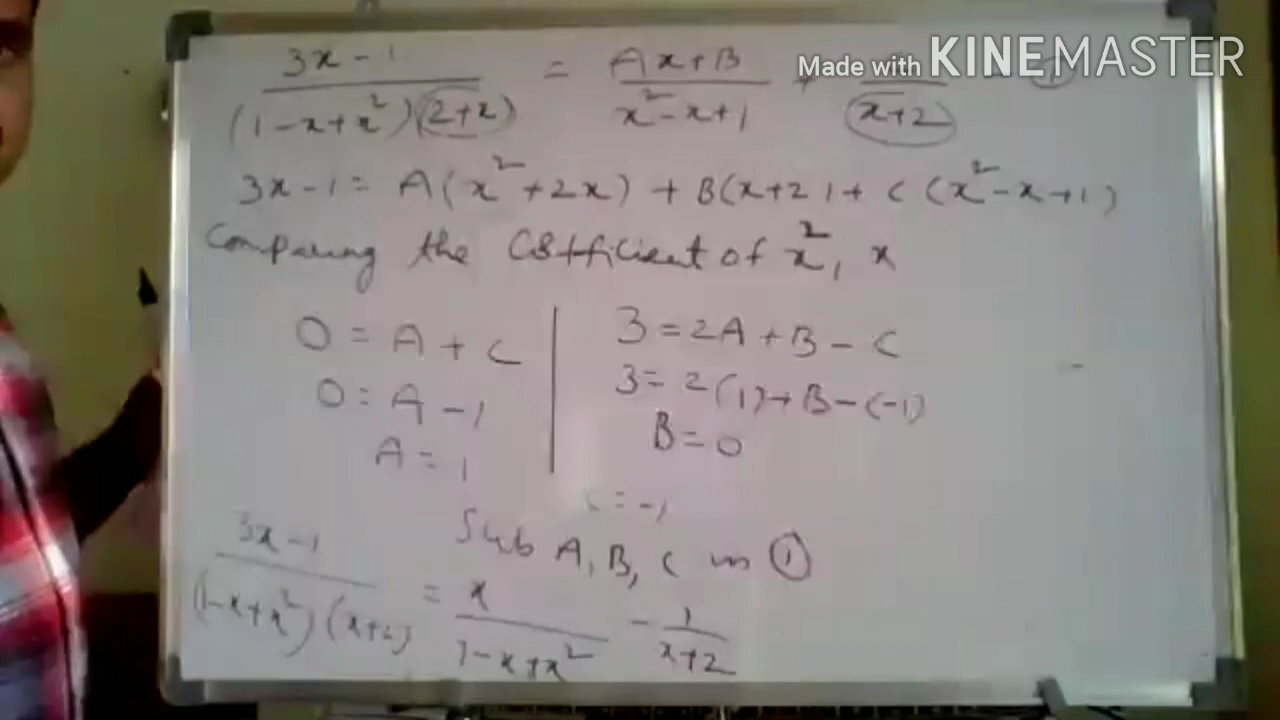 Made with KINEMASTER
3x-1 / (1-x+x²)(2+x) = Ax+B / x²-x+1 + / x+2
3x-1 = A(x²+2x) + B(x+2) + C(x²-x+1)
Comparing the Coefficient of x², x
0 = A + C | 3 = 2A + B - C
0 = A - 1 | 3 = 2(1) + B - (-1)
A = 1 | B = 0
C = -1
Sub A, B, C in ①
3x-1 / (1-x+x²)(x+2) = x / 1-x+x² - 1 / x+2